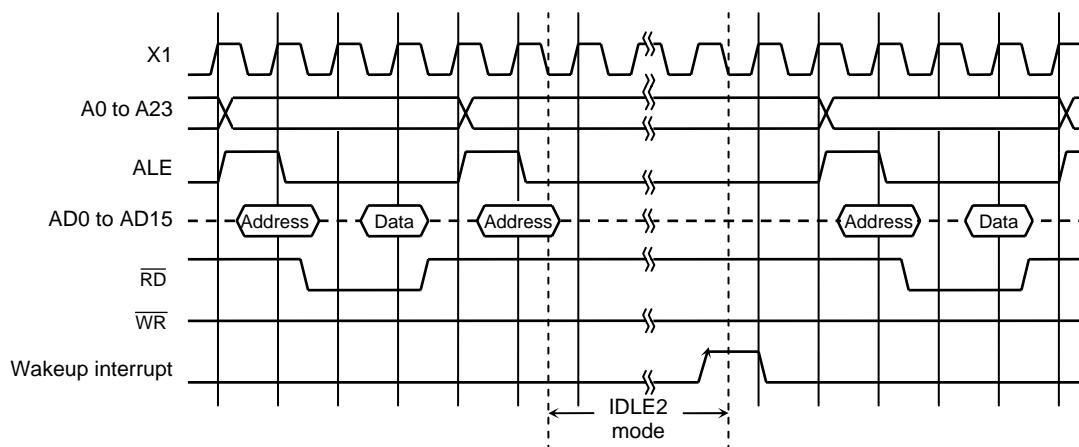 X1
A0 to A23
ALE
AD0 to AD15
Address
Data
Address
Address
Data
RD
WR
Wakeup interrupt
IDLE2
mode